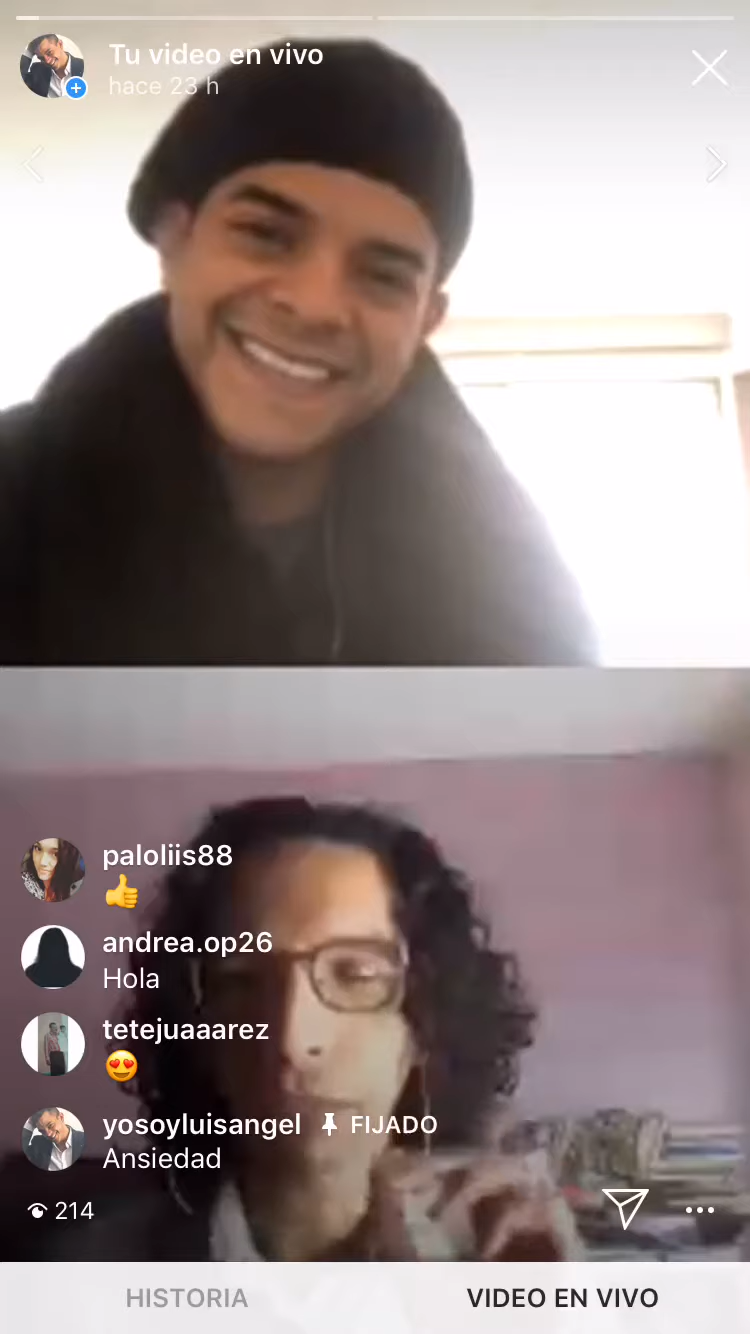 Tu video en vivo
hace 23 h
paloliis88
👍
andrea.op26
Hola
tetejuaaarez
😍
yosoyluisangel FIJADO
Ansiedad
214
HISTORIA
VIDEO EN VIVO